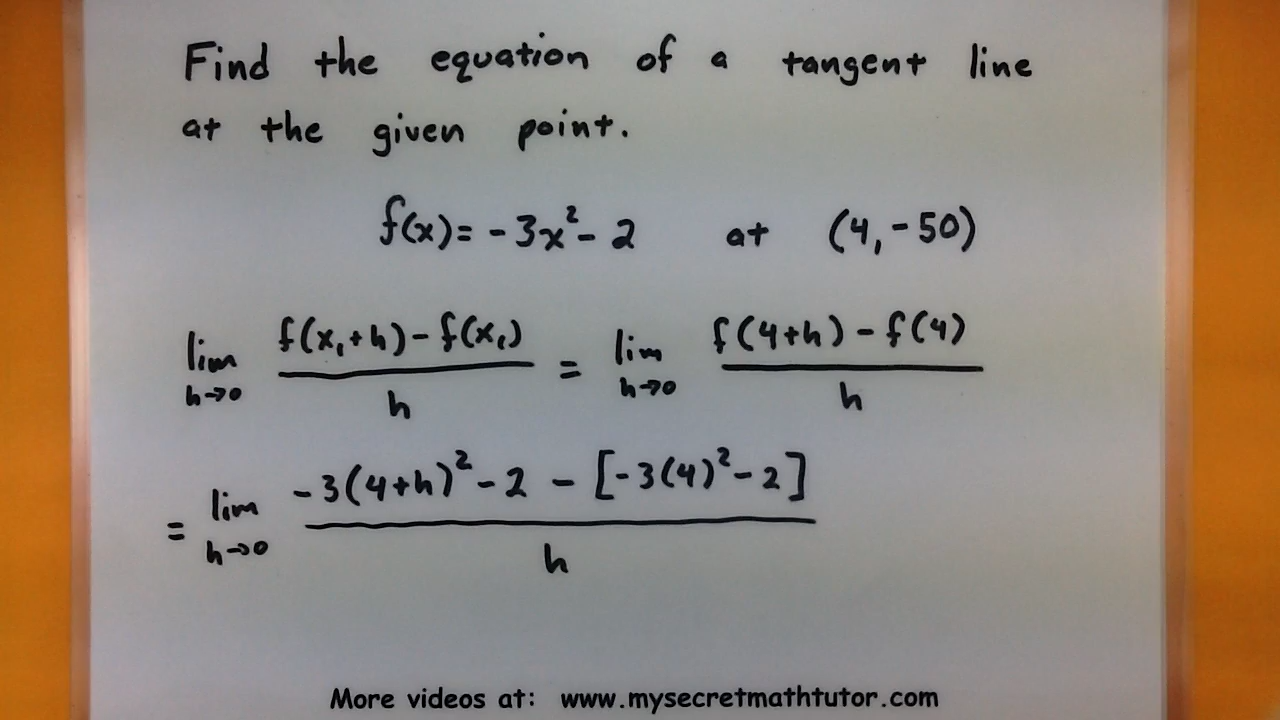 Find the equation of a tangent line
at the given point.
f(x)= -3x²- 2 at (4,-50)
lim h→0 f(x₁+h)-f(x₁) / h = lim h→0 f(4+h)-f(4) / h
= lim h→0 -3(4+h)²-2 - [-3(4)²-2] / h
More videos at: www.mysecretmathtutor.com